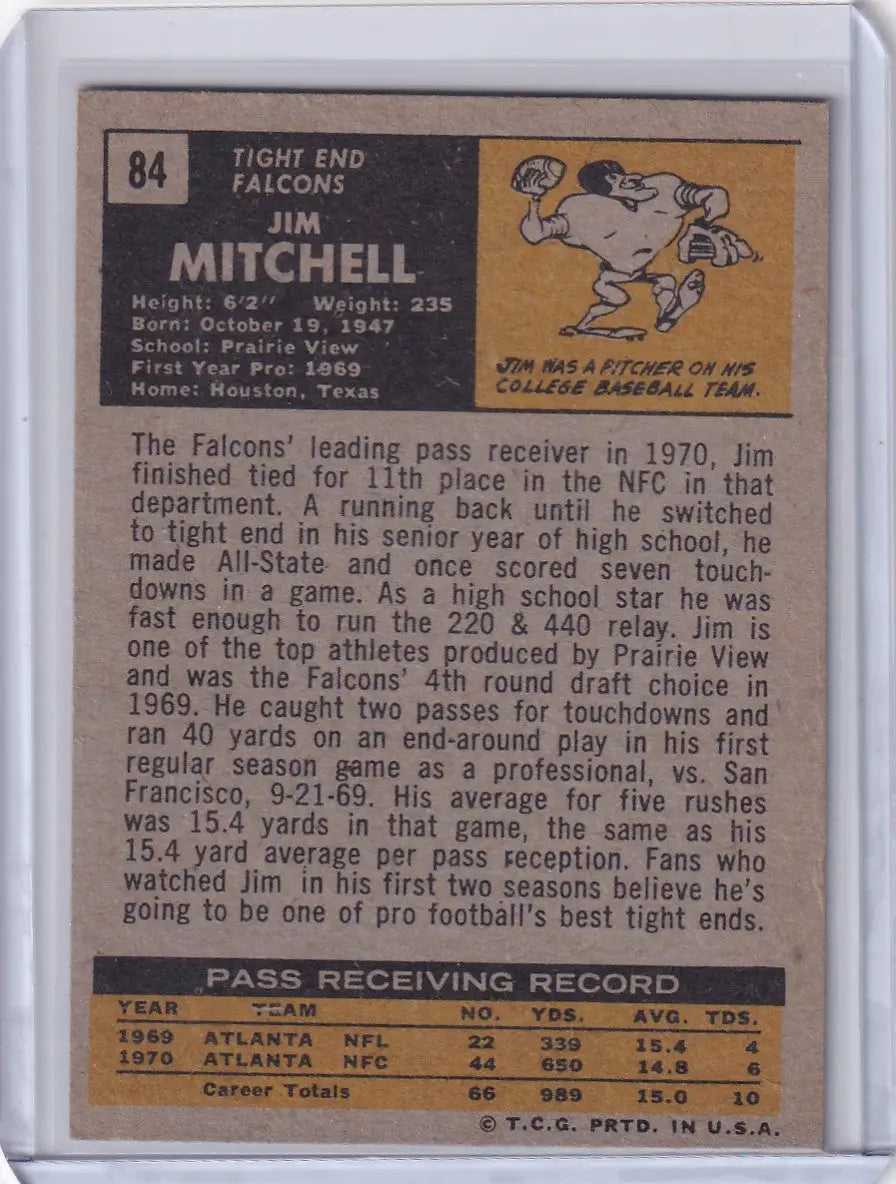 84
TIGHT END
FALCONS
JIM
MITCHELL
Height: 6'2" Weight: 235
Born: October 19, 1947
School: Prairie View
First Year Pro: 1969
Home: Houston, Texas
JIM WAS A PITCHER ON HIS
COLLEGE BASEBALL TEAM.
The Falcons' leading pass receiver in 1970, Jim
finished tied for 11th place in the NFC in that
department. A running back until he switched
to tight end in his senior year of high school, he
made All-State and once scored seven touch-
downs in a game. As a high school star he was
fast enough to run the 220 & 440 relay. Jim is
one of the top athletes produced by Prairie View
and was the Falcons' 4th round draft choice in
1969. He caught two passes for touchdowns and
ran 40 yards on an end-around play in his first
regular season game as a professional, vs. San
Francisco, 9-21-69. His average for five rushes
was 15.4 yards in that game, the same as his
15.4 yard average per pass reception. Fans who
watched Jim in his first two seasons believe he's
going to be one of pro football's best tight ends.
PASS RECEIVING RECORD
YEAR TEAM NO. YDS. AVG. TDS.
1969 ATLANTA NFL 22 339 15.4 4
1970 ATLANTA NFC 44 650 14.8 6
Career Totals 66 989 15.0 10
© T.C.G. PRTD. IN U.S.A.